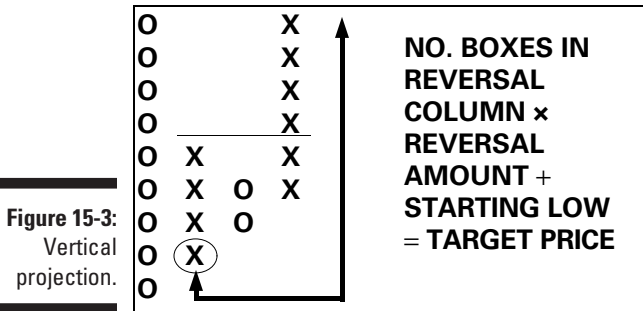 O X
O X
O X
O X
O X X
O X O X
O X O
O X
O
NO. BOXES IN
REVERSAL
COLUMN ×
REVERSAL
AMOUNT +
STARTING LOW
= TARGET PRICE
Figure 15-3:
Vertical
projection.